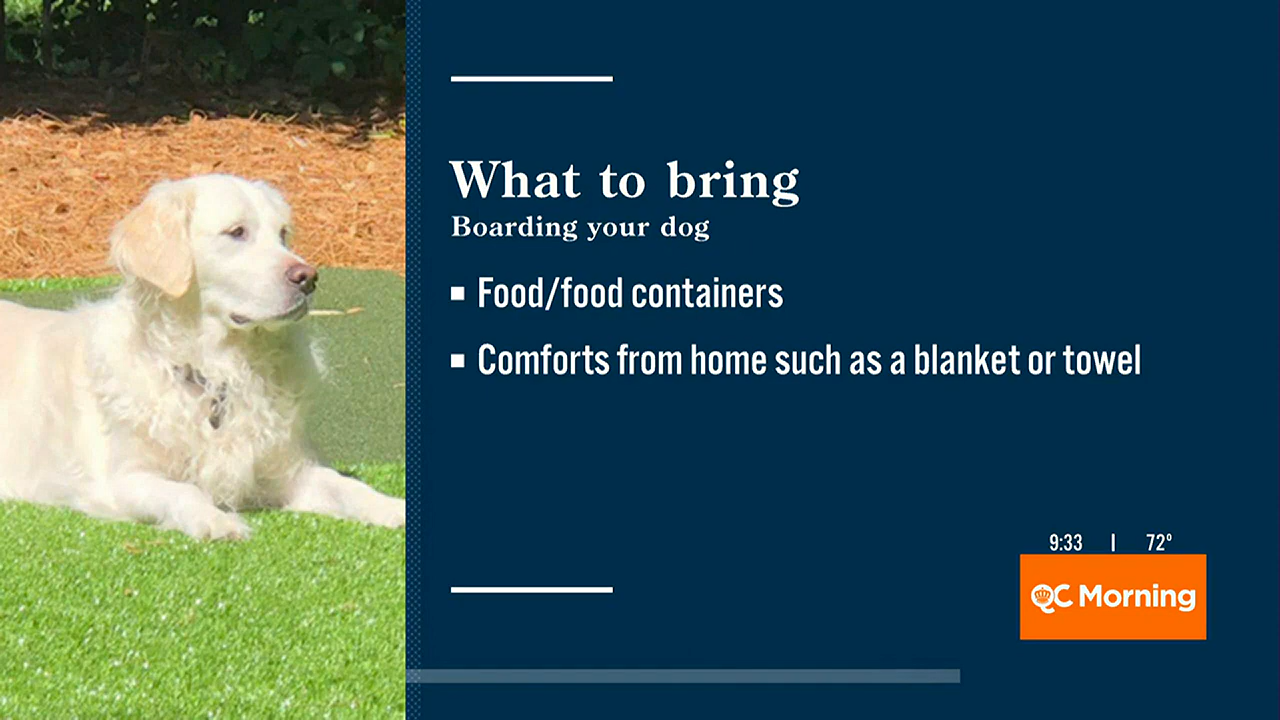 What to bring
Boarding your dog
▪ Food/food containers
▪ Comforts from home such as a blanket or towel
9:33 | 72°
QC Morning